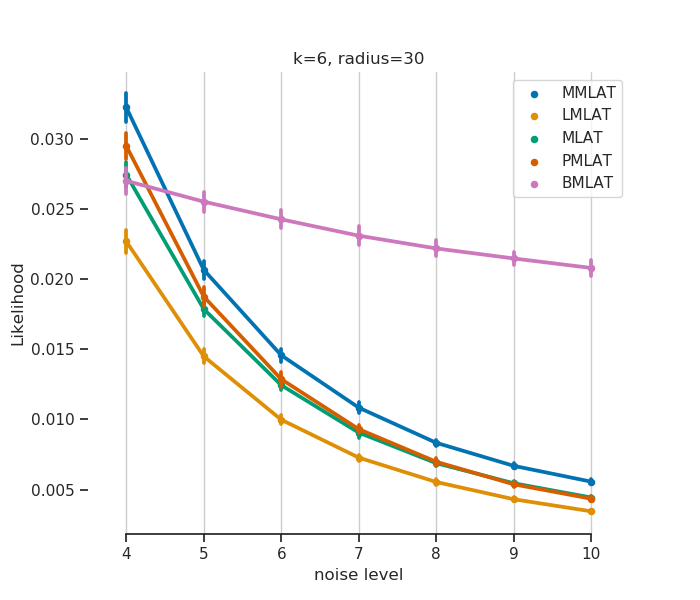 k=6, radius=30
MMLAT
LMLAT
MLAT
PMLAT
BMLAT
Likelihood
0.030
0.025
0.020
0.015
0.010
0.005
4 5 6 7 8 9 10
noise level